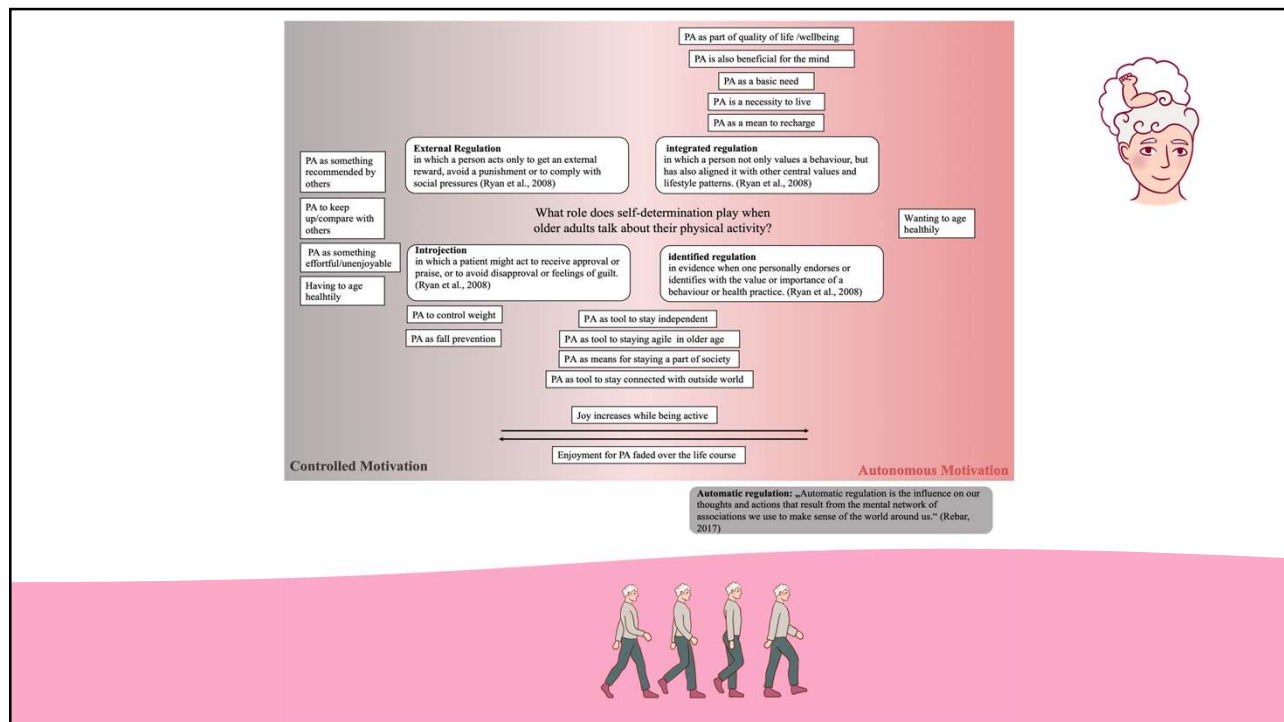 PA as part of quality of life /wellbeing
PA is also beneficial for the mind
PA as a basic need
PA is a necessity to live
PA as a mean to recharge
External Regulation
in which a person acts only to get an external
reward, avoid a punishment or to comply with
social pressures (Ryan et al., 2008)
integrated regulation
in which a person not only values a behaviour, but
has also aligned it with other central values and
lifestyle patterns. (Ryan et al., 2008)
PA as something
recommended by
others
PA to keep
up/compare with
others
PA as something
effortful/unenjoyable
Having to age
healhtily
What role does self-determination play when
older adults talk about their physical activity?
Wanting to age
healthily
Introjection
in which a patient might act to receive approval or
praise, or to avoid disapproval or feelings of guilt.
(Ryan et al., 2008)
identified regulation
in evidence when one personally endorses or
identifies with the value or importance of a
behaviour or health practice. (Ryan et al., 2008)
PA to control weight
PA as fall prevention
PA as tool to stay independent
PA as tool to staying agile in older age
PA as means for staying a part of society
PA as tool to stay connected with outside world
Joy increases while being active
Enjoyment for PA faded over the life course
Controlled Motivation
Autonomous Motivation
Automatic regulation: „Automatic regulation is the influence on our
thoughts and actions that result from the mental network of
associations we use to make sense of the world around us.“ (Rebar,
2017)